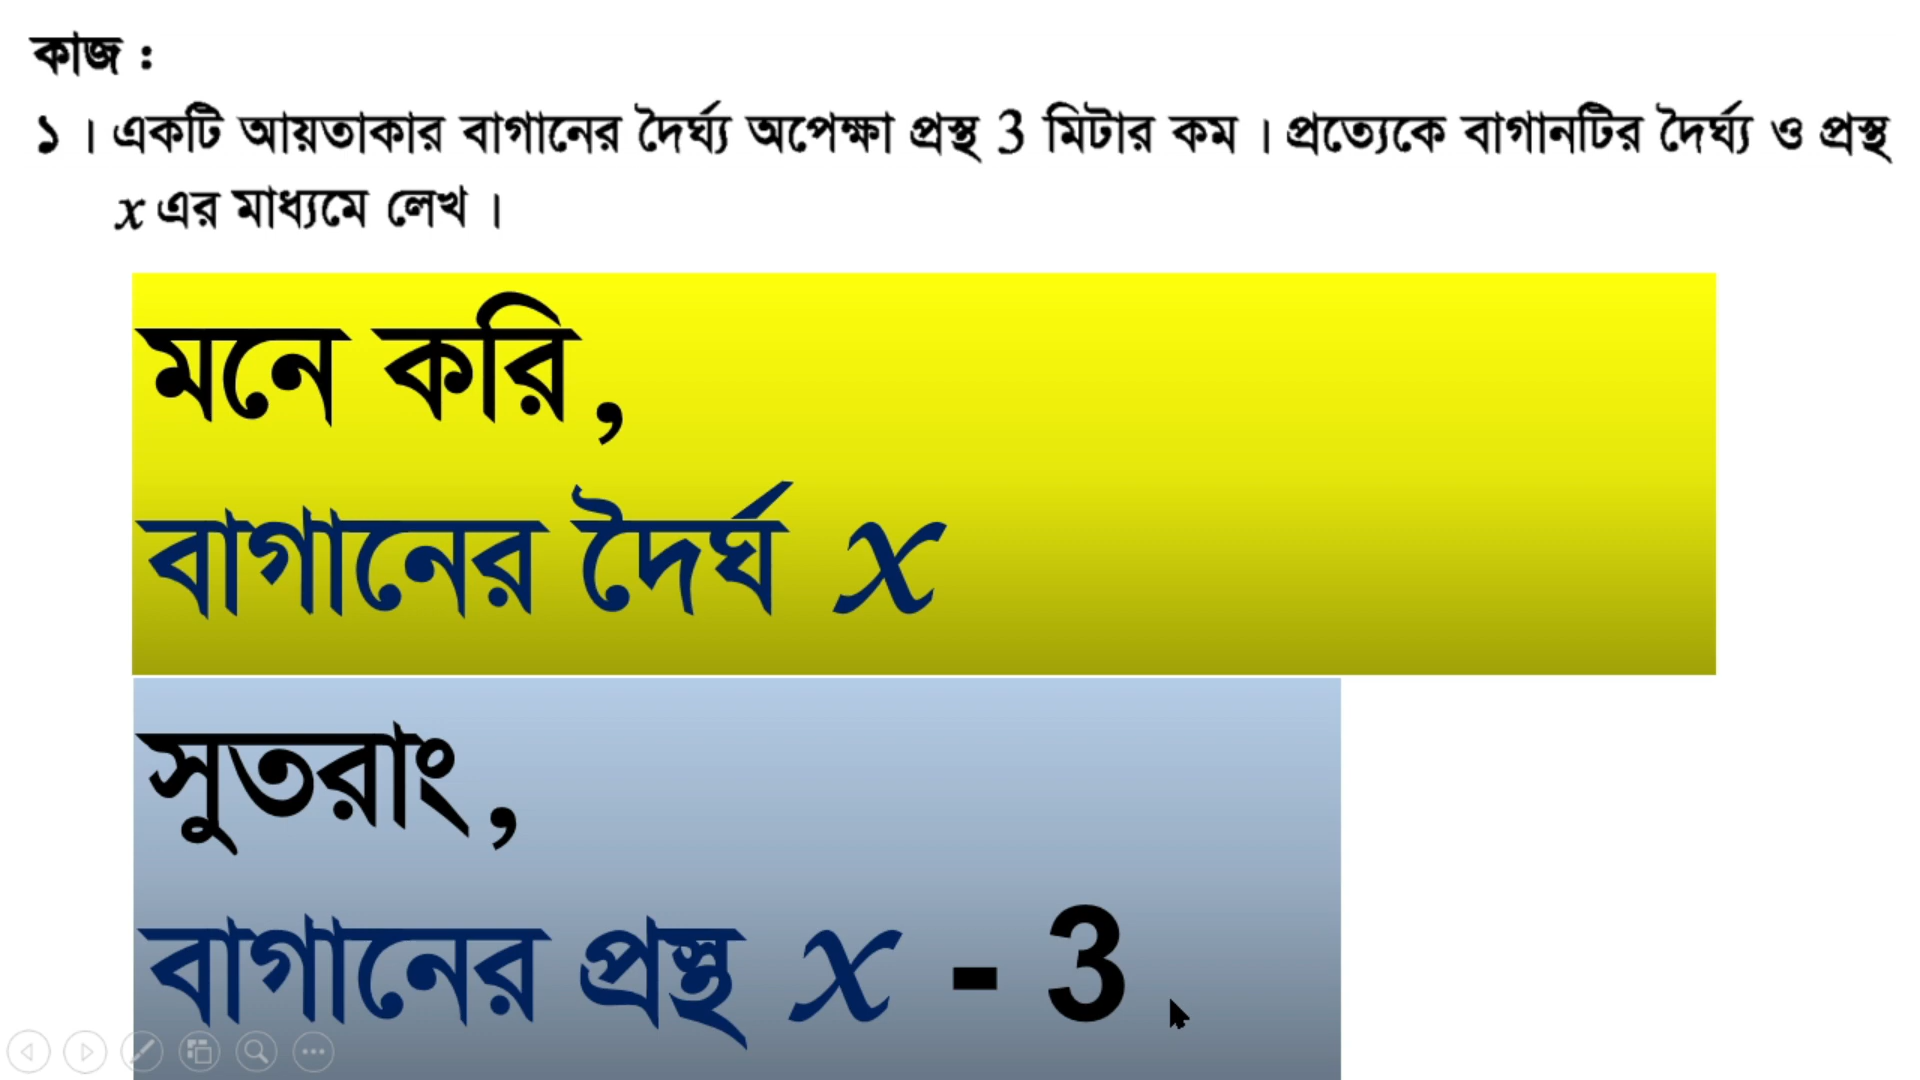 কাজ :
১। একটি আয়তাকার বাগানের দৈর্ঘ্য অপেক্ষা প্রস্থ 3 মিটার কম। প্রত্যেকে বাগানটির দৈর্ঘ্য ও প্রস্থ
x এর মাধ্যমে লেখ।
মনে করি,
বাগানের দৈর্ঘ x
সুতরাং,
বাগানের প্রস্থ x - 3